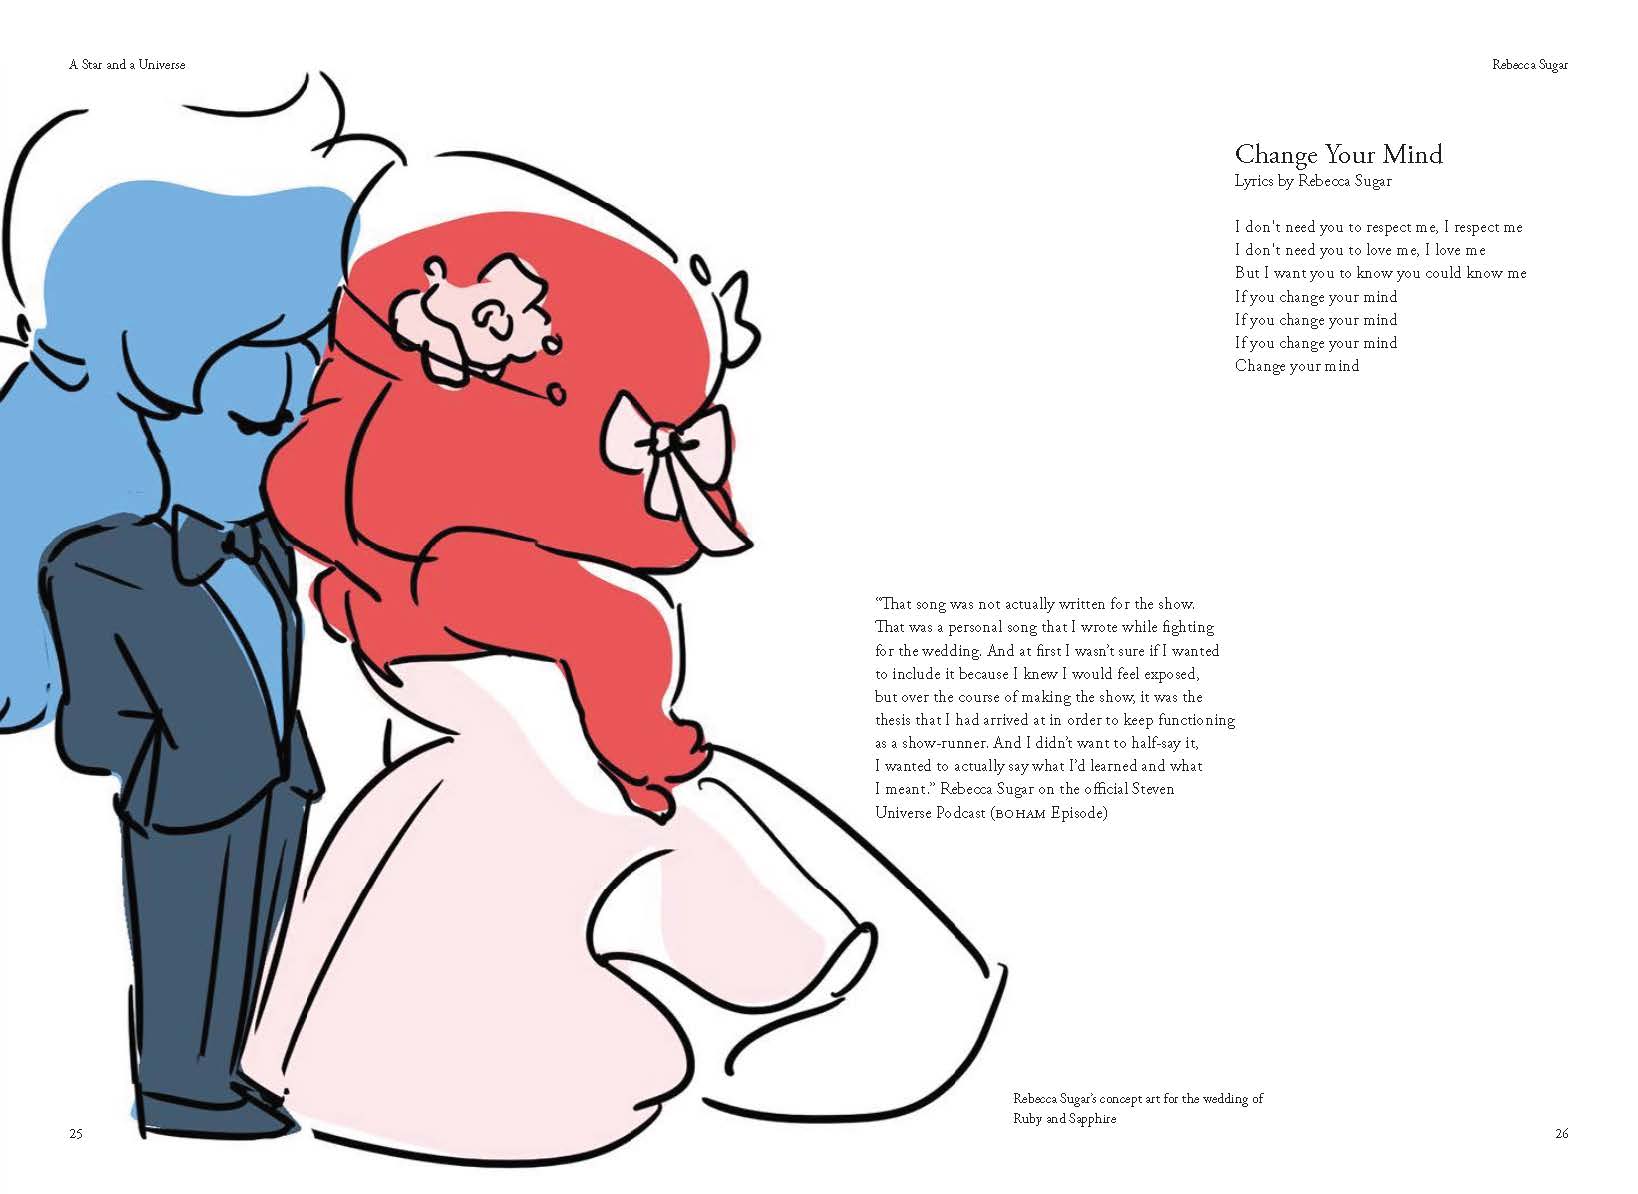 A Star and a Universe
Rebecca Sugar
Change Your Mind
Lyrics by Rebecca Sugar
I don't need you to respect me, I respect me
I don't need you to love me, I love me
But I want you to know you could know me
If you change your mind
If you change your mind
If you change your mind
Change your mind
“That song was not actually written for the show.
That was a personal song that I wrote while fighting
for the wedding. And at first I wasn’t sure if I wanted
to include it because I knew I would feel exposed,
but over the course of making the show, it was the
thesis that I had arrived at in order to keep functioning
as a show-runner. And I didn’t want to half-say it,
I wanted to actually say what I’d learned and what
I meant.” Rebecca Sugar on the official Steven
Universe Podcast (BOHAM Episode)
Rebecca Sugar’s concept art for the wedding of
Ruby and Sapphire
25
26